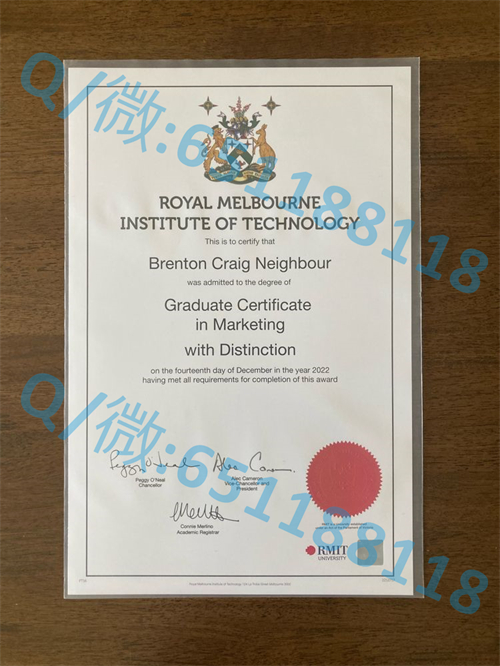 ROYAL MELBOURNE
INSTITUTE OF TECHNOLOGY
This is to certify that
Brenton Craig Neighbour
was admitted to the degree of
Graduate Certificate
in Marketing
with Distinction
on the fourteenth day of December in the year 2022
having met all requirements for completion of this award
Peggy O'Neal
Chancellor
Alec Cameron
Vice-Chancellor and
President
Connie Merlino
Academic Registrar
RMIT
UNIVERSITY
Q/微:651188118
Q/微:651188118